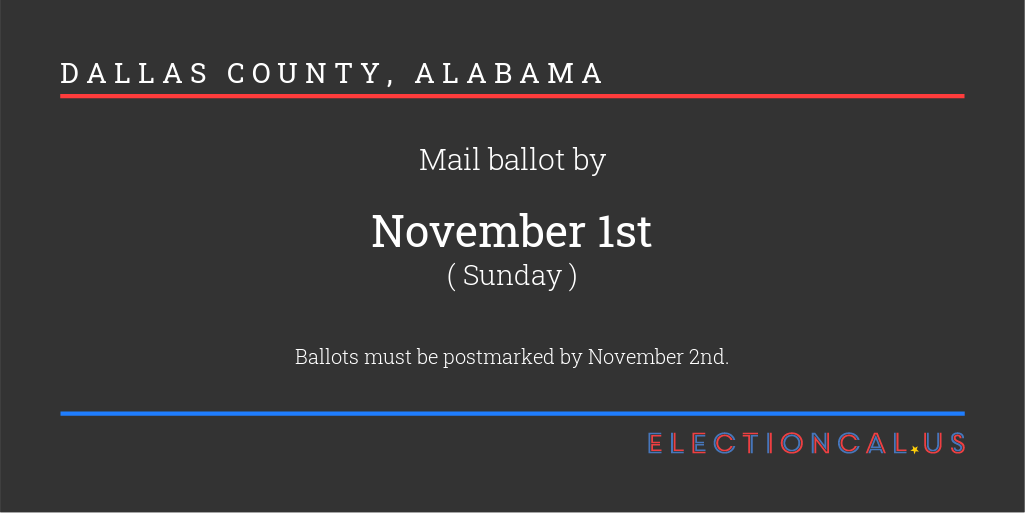 DALLAS COUNTY, ALABAMA
Mail ballot by
November 1st
( Sunday )
Ballots must be postmarked by November 2nd.
ELECTIONCAL.US